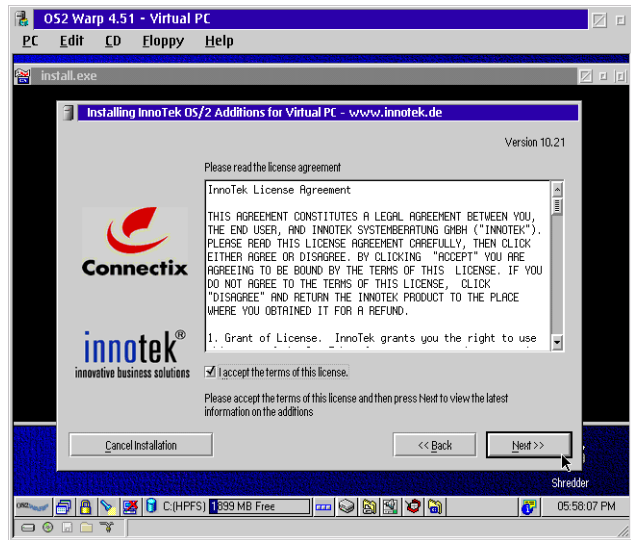 OS2 Warp 4.51 - Virtual PC
PC Edit CD Floppy Help
install.exe
Installing InnoTek OS/2 Additions for Virtual PC - www.innotek.de
Version 10.21
Please read the license agreement
InnoTek License Agreement
THIS AGREEMENT CONSTITUTES A LEGAL AGREEMENT BETWEEN YOU,
THE END USER, AND INNOTEK SYSTEMBERATUNG GMBH ("INNOTEK").
PLEASE READ THIS LICENSE AGREEMENT CAREFULLY, THEN CLICK
EITHER AGREE OR DISAGREE. BY CLICKING "ACCEPT" YOU ARE
AGREEING TO BE BOUND BY THE TERMS OF THIS LICENSE. IF YOU
DO NOT AGREE TO THE TERMS OF THIS LICENSE, CLICK
"DISAGREE" AND RETURN THE INNOTEK PRODUCT TO THE PLACE
WHERE YOU OBTAINED IT FOR A REFUND.
1. Grant of License. InnoTek grants you the right to use
Connectix
innotek®
innovative business solutions
I accept the terms of this license.
Please accept the terms of this license and then press Next to view the latest
information on the additions
Cancel Installation
<< Back
Next >>
Shredder
C:(HPFS) 1899 MB Free
05:58:07 PM